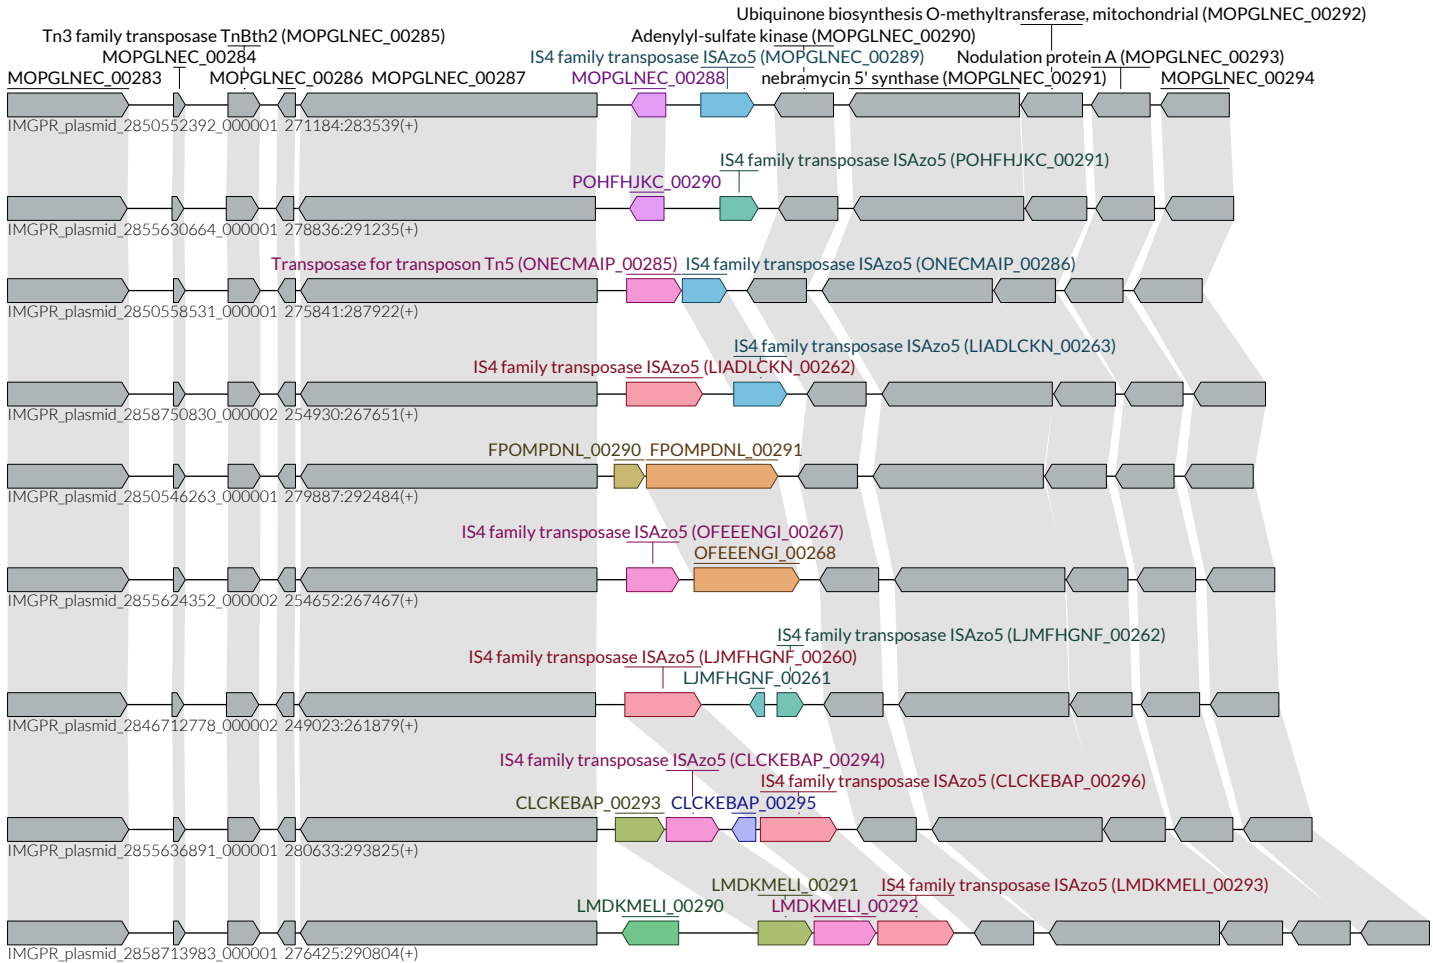 Ubiquinone biosynthesis O-methyltransferase, mitochondrial (MOPGLNEC_00292)
Tn3 family transposase TnBth2 (MOPGLNEC_00285) Adenylyl-sulfate kinase (MOPGLNEC_00290)
MOPGLNEC_00284 IS4 family transposase ISAzo5 (MOPGLNEC_00289) Nodulation protein A (MOPGLNEC_00293)
MOPGLNEC_00283 MOPGLNEC_00286 MOPGLNEC_00287 MOPGLNEC_00288 nebramycin 5' synthase (MOPGLNEC_00291) MOPGLNEC_00294
IMGPR_plasmid_2850552392_000001 271184:283539(+)
IS4 family transposase ISAzo5 (POHFHJKC_00291)
POHFHJKC_00290
IMGPR_plasmid_2855630664_000001 278836:291235(+)
Transposase for transposon Tn5 (ONECMAIP_00285) IS4 family transposase ISAzo5 (ONECMAIP_00286)
IMGPR_plasmid_2850558531_000001 275841:287922(+)
IS4 family transposase ISAzo5 (LIADLCKN_00263)
IS4 family transposase ISAzo5 (LIADLCKN_00262)
IMGPR_plasmid_2858750830_000002 254930:267651(+)
FPOMPDNL_00290 FPOMPDNL_00291
IMGPR_plasmid_2850546263_000001 279887:292484(+)
IS4 family transposase ISAzo5 (OFEEENGI_00267)
OFEEENGI_00268
IMGPR_plasmid_2855624352_000002 254652:267467(+)
IS4 family transposase ISAzo5 (LJMFHGNF_00262)
IS4 family transposase ISAzo5 (LJMFHGNF_00260)
LJMFHGNF_00261
IMGPR_plasmid_2846712778_000002 249023:261879(+)
IS4 family transposase ISAzo5 (CLCKEBAP_00294)
IS4 family transposase ISAzo5 (CLCKEBAP_00296)
CLCKEBAP_00293 CLCKEBAP_00295
IMGPR_plasmid_2855636891_000001 280633:293825(+)
LMDKMELI_00291 IS4 family transposase ISAzo5 (LMDKMELI_00293)
LMDKMELI_00290 LMDKMELI_00292
IMGPR_plasmid_2858713983_000001 276425:290804(+)